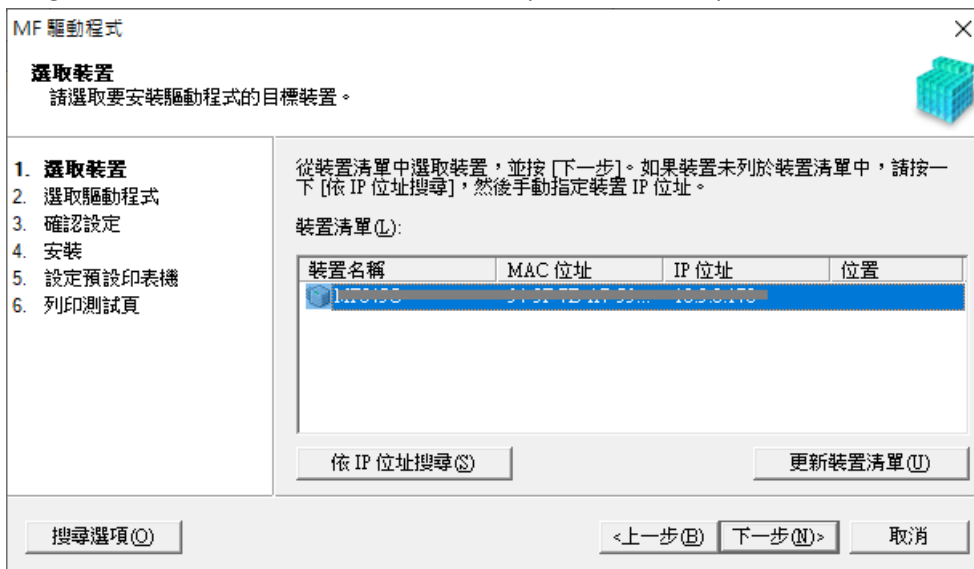 MF 驅動程式
選取裝置
請選取要安裝驅動程式的目標裝置。
1. 選取裝置
2. 選取驅動程式
3. 確認設定
4. 安裝
5. 設定預設印表機
6. 列印測試頁
從裝置清單中選取裝置，並按 [下一步]。如果裝置未列於裝置清單中，請按一
下 [依 IP 位址搜尋]，然後手動指定裝置 IP 位址。
裝置清單(L):
裝置名稱 MAC 位址 IP 位址 位置
依 IP 位址搜尋(S) 更新裝置清單(U)
搜尋選項(O) <上一步(B) 下一步(N)> 取消